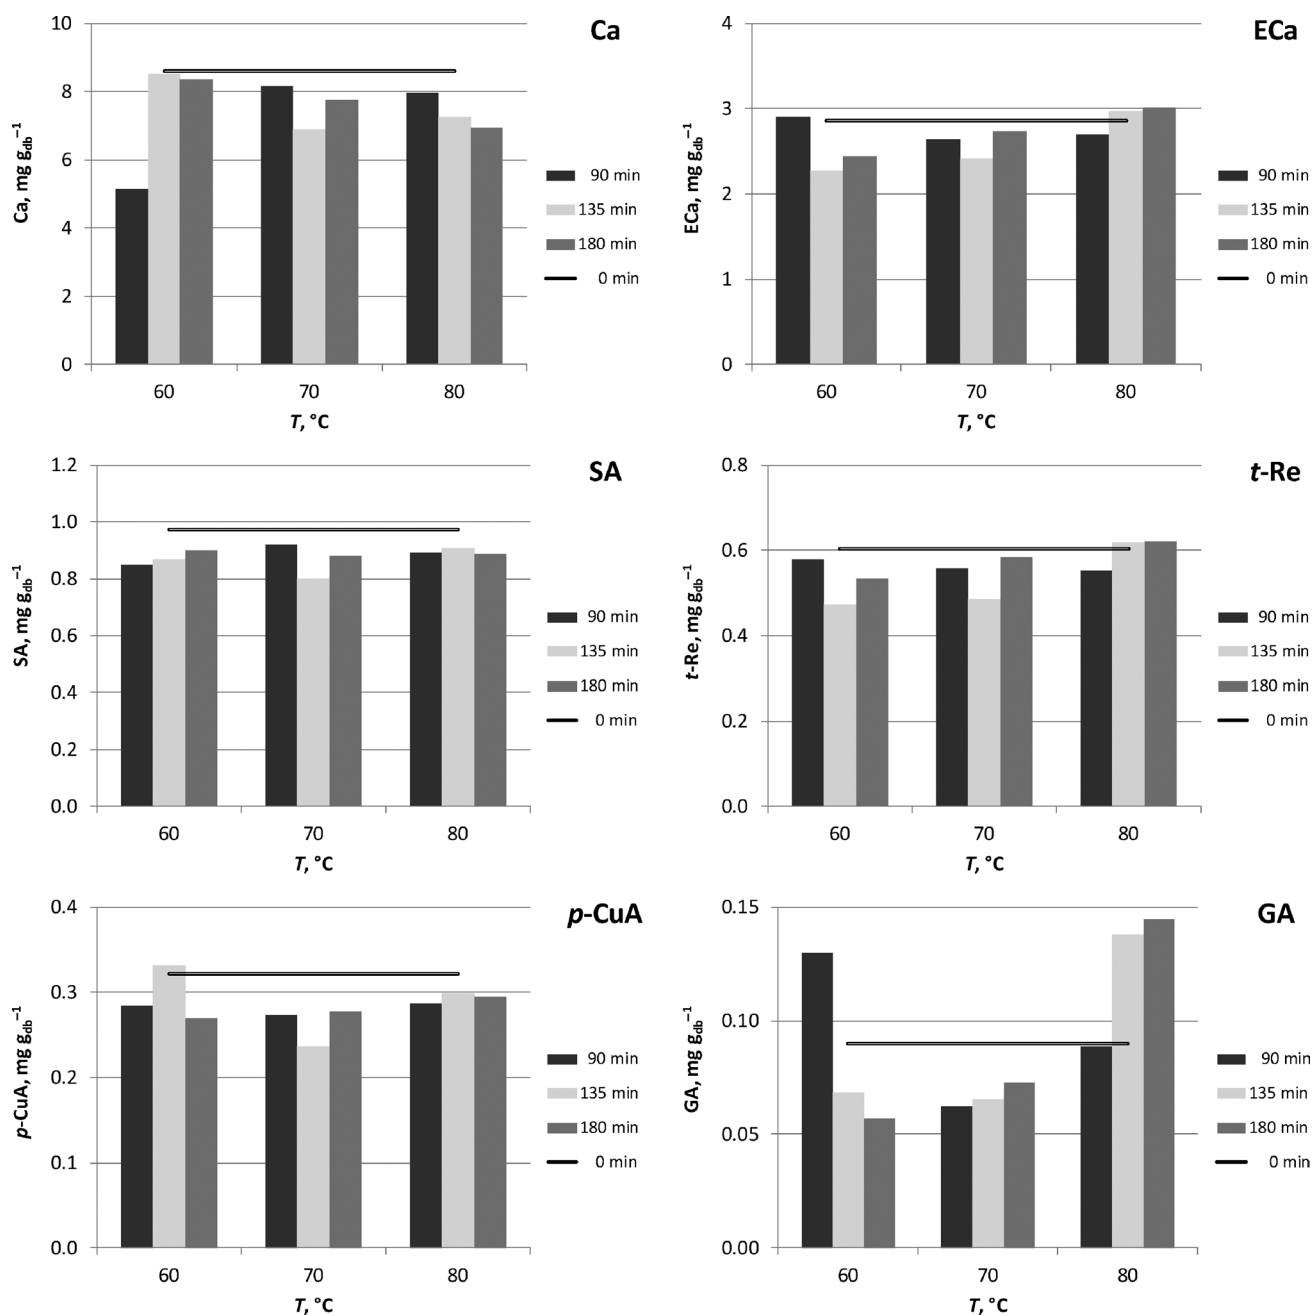 Ca
Ca, mg g_db⁻¹
10
8
6
4
2
0
60 70 80
T, °C
90 min
135 min
180 min
0 min
ECa
ECa, mg g_db⁻¹
4
3
2
1
0
60 70 80
T, °C
90 min
135 min
180 min
0 min
SA
SA, mg g_db⁻¹
1.2
1.0
0.8
0.6
0.4
0.2
0.0
60 70 80
T, °C
90 min
135 min
180 min
0 min
t-Re
t-Re, mg g_db⁻¹
0.8
0.6
0.4
0.2
0.0
60 70 80
T, °C
90 min
135 min
180 min
0 min
p-CuA
p-CuA, mg g_db⁻¹
0.4
0.3
0.2
0.1
0.0
60 70 80
T, °C
90 min
135 min
180 min
0 min
GA
GA, mg g_db⁻¹
0.15
0.10
0.05
0.00
60 70 80
T, °C
90 min
135 min
180 min
0 min